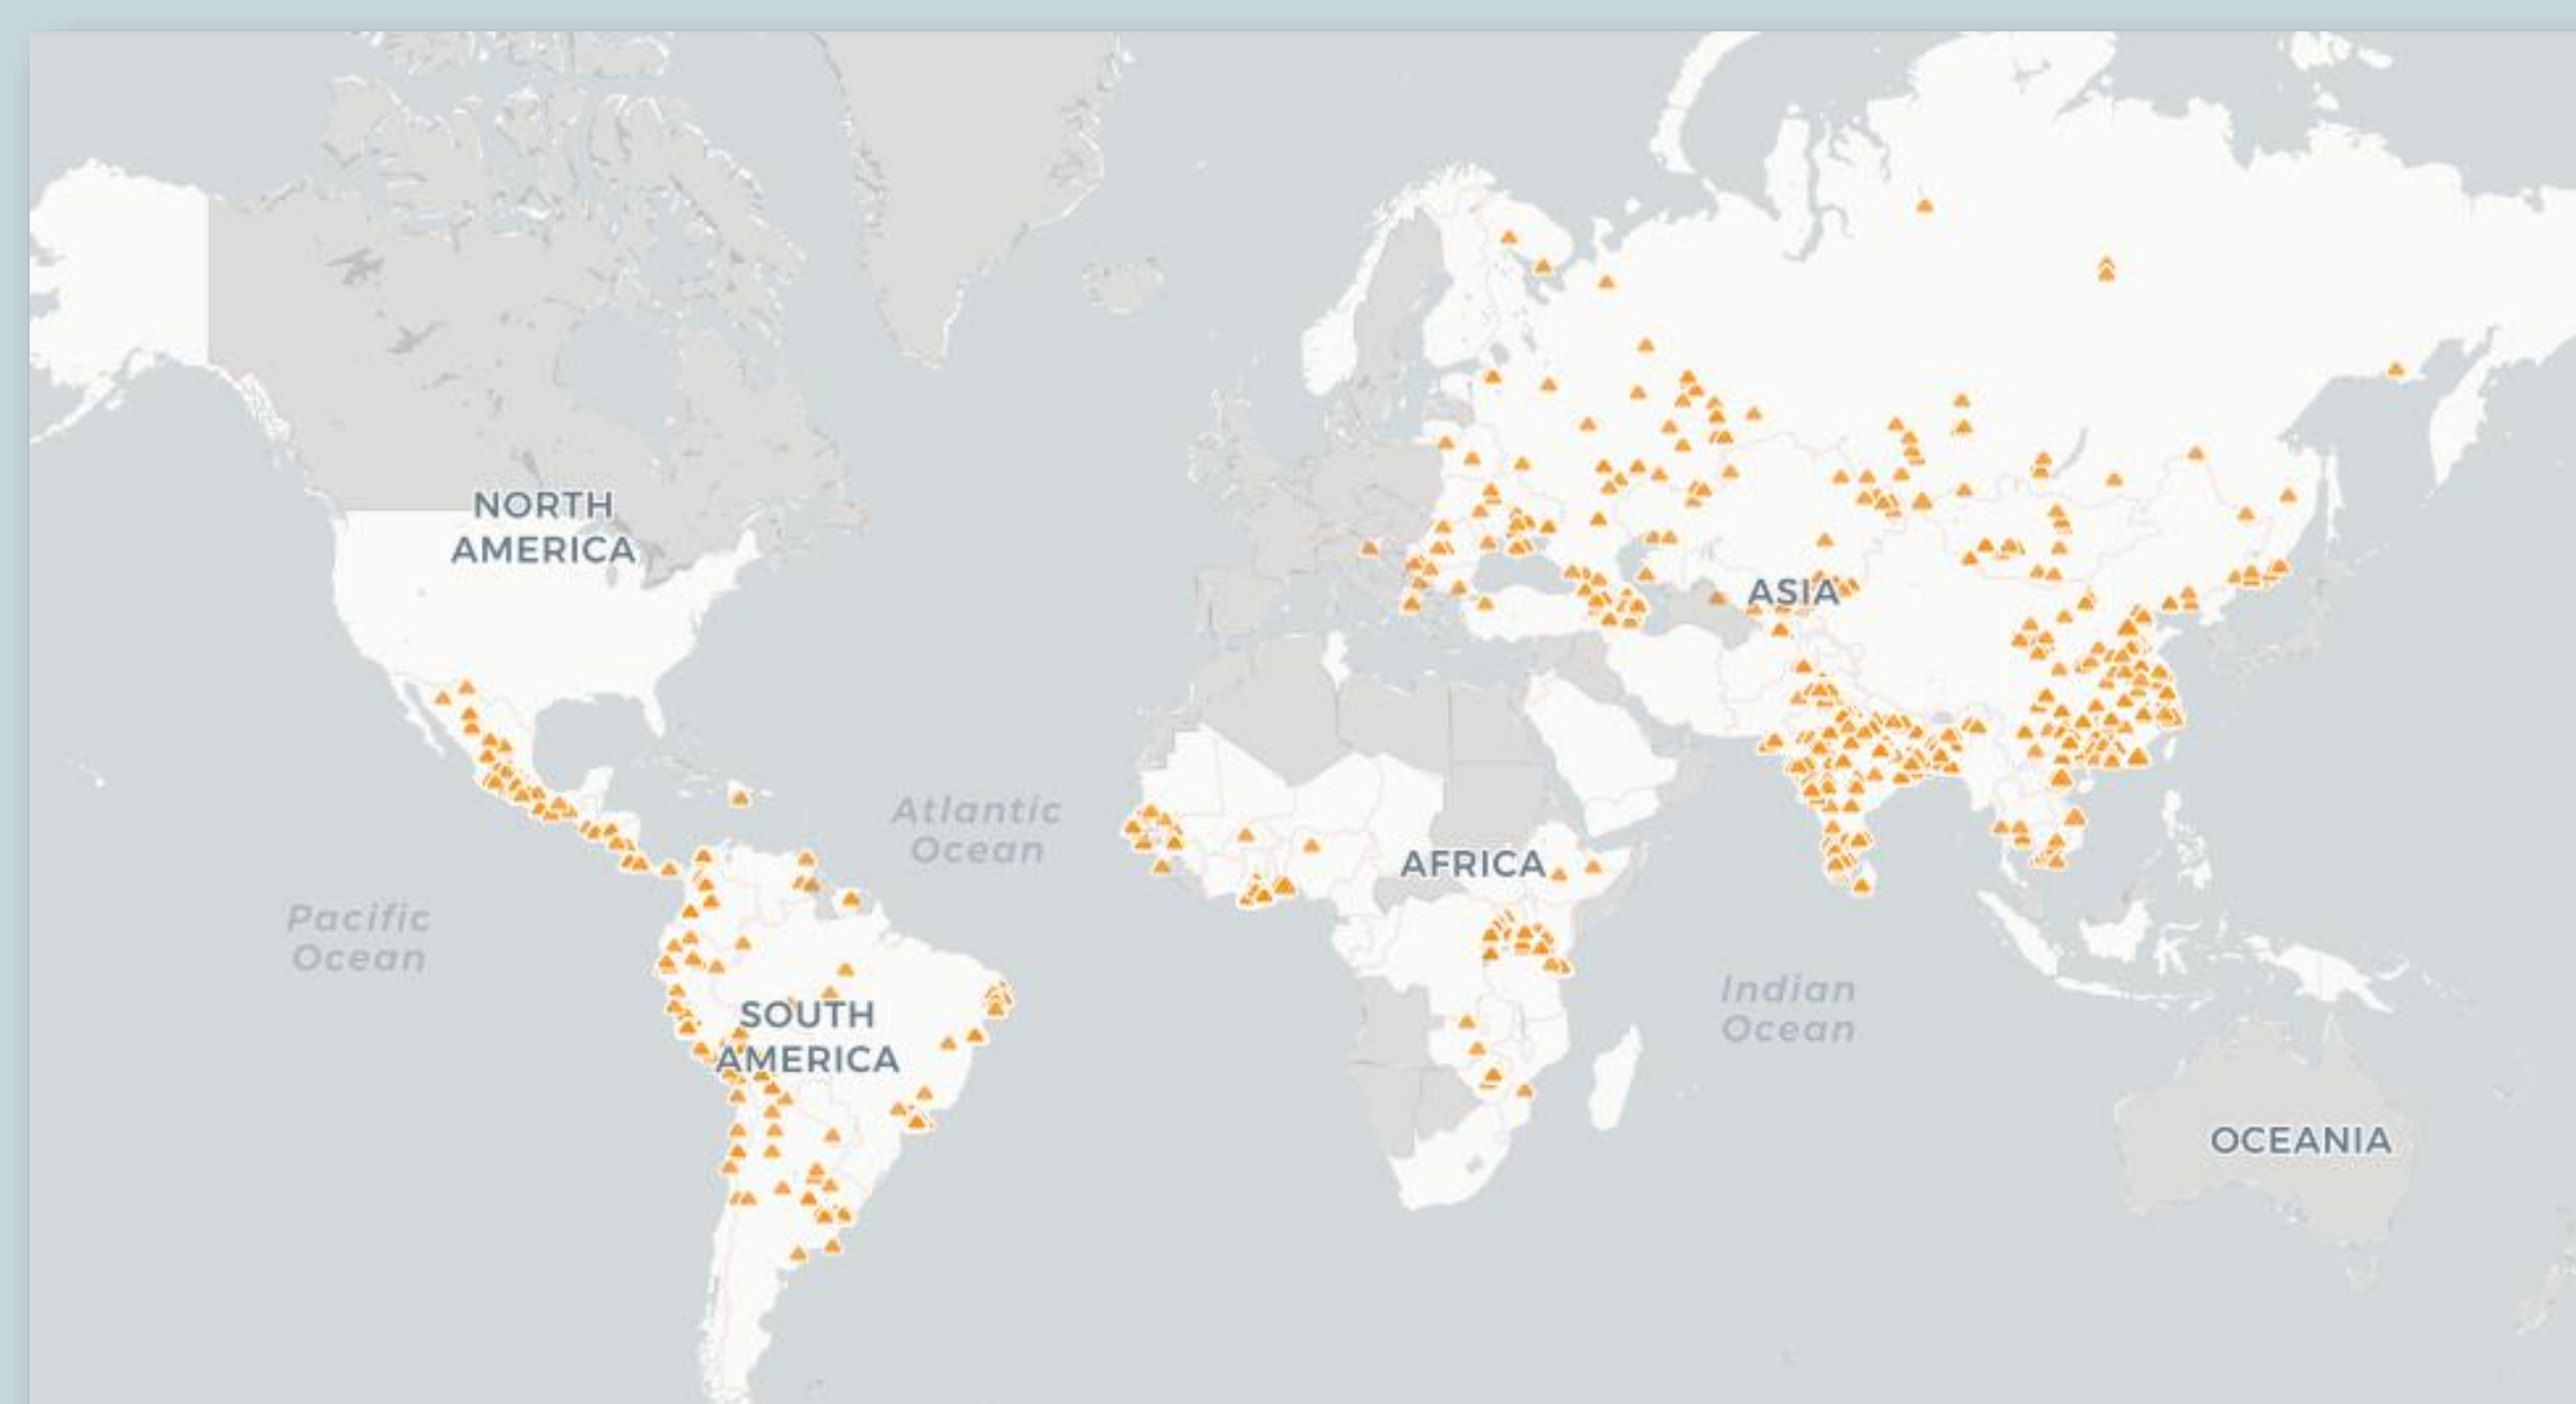 NORTH
AMERICA
ASIA
Atlantic
Ocean
AFRICA
Pacific
Ocean
Indian
Ocean
SOUTH
AMERICA
OCEANIA